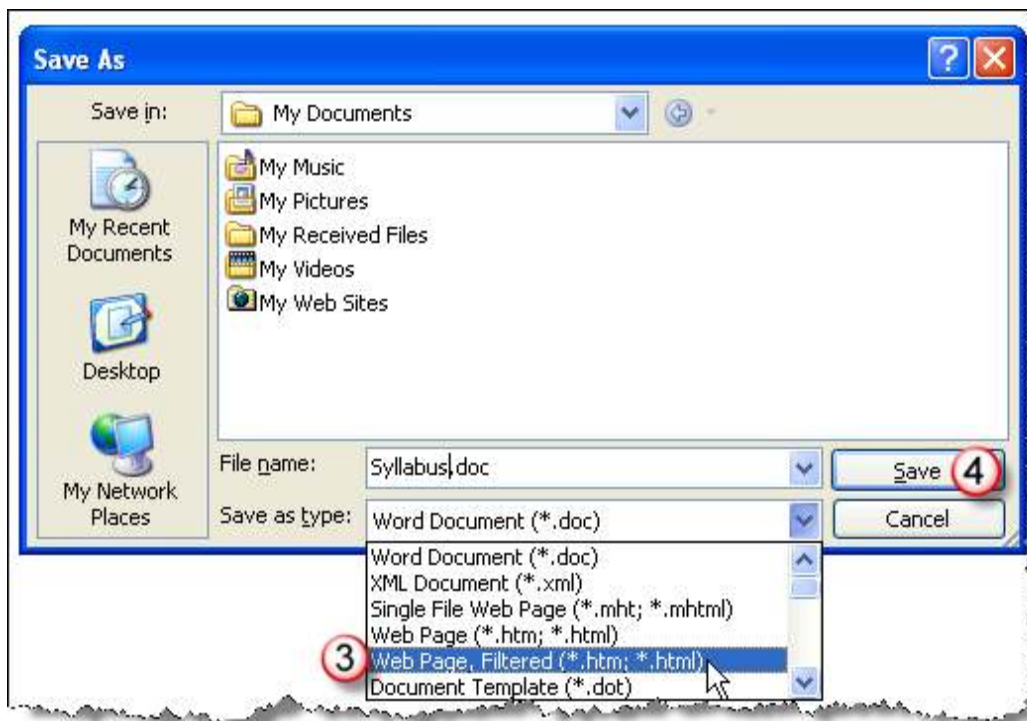 Save As
Save in:
My Documents
My Recent
Documents
Desktop
My Network
Places
My Music
My Pictures
My Received Files
My Videos
My Web Sites
File name:
Syllabus.doc
Save 4
Save as type:
Word Document (*.doc)
Cancel
Word Document (*.doc)
XML Document (*.xml)
Single File Web Page (*.mht; *.mhtml)
Web Page (*.htm; *.html)
3 Web Page, Filtered (*.htm; *.html)
Document Template (*.dot)